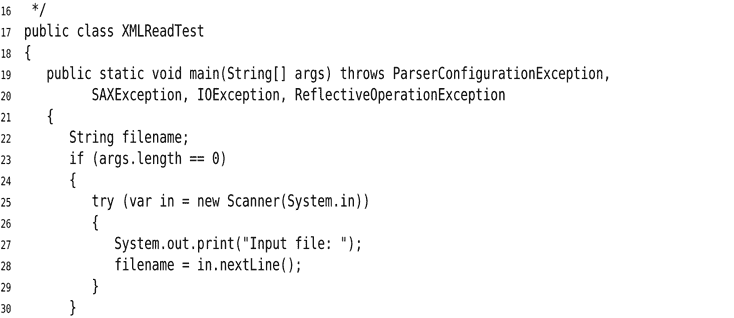 16  */
17 public class XMLReadTest
18 {
19    public static void main(String[] args) throws ParserConfigurationException,
20          SAXException, IOException, ReflectiveOperationException
21    {
22       String filename;
23       if (args.length == 0)
24       {
25          try (var in = new Scanner(System.in))
26          {
27             System.out.print("Input file: ");
28             filename = in.nextLine();
29          }
30       }